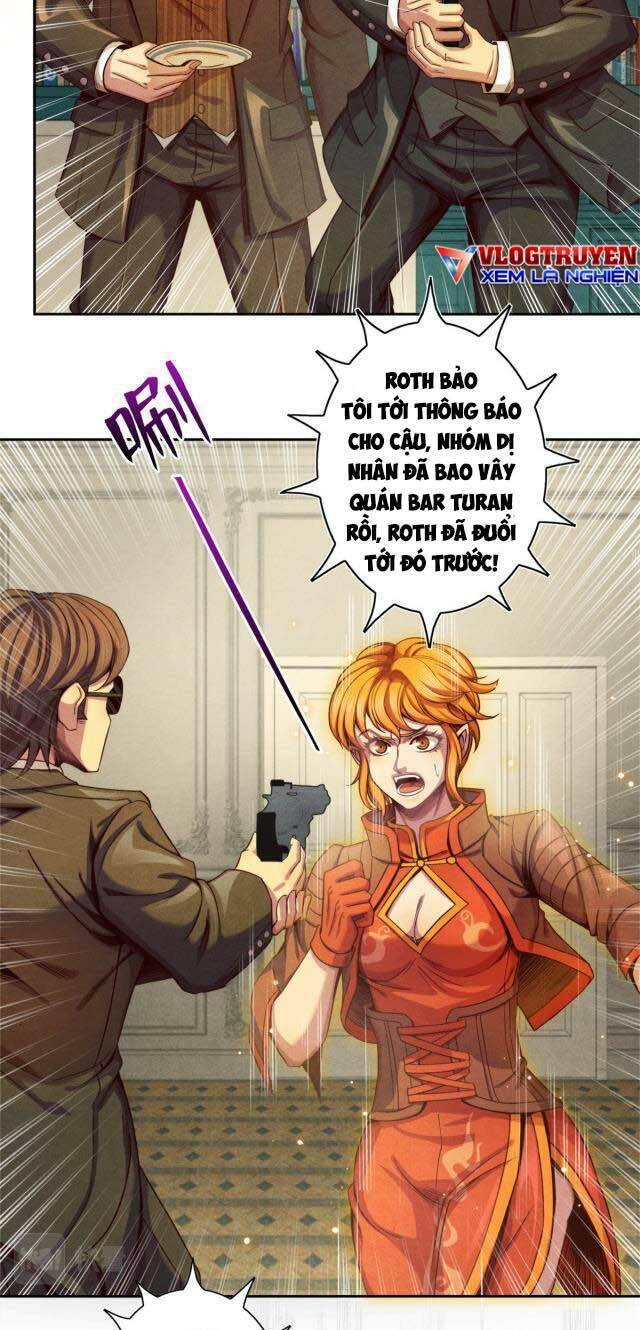 VLOGTRUYEN
XEM LÀ NGHIỆN
ROTH BẢO
TÔI TỚI THÔNG BÁO
CHO CẬU, NHÓM DỊ
NHÂN ĐÃ BAO VÂY
QUÁN BAR TURAN
RỒI, ROTH ĐÃ ĐUỔI
TỚI ĐÓ TRƯỚC!
唰